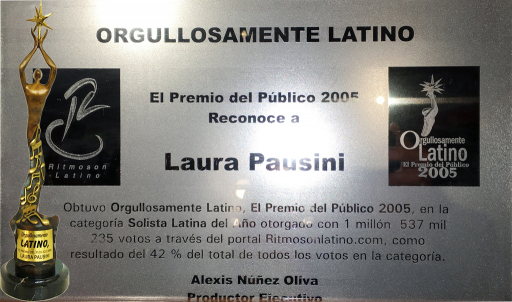 ORGULLOSAMENTE LATINO
El Premio del Público 2005
Reconoce a
Laura Pausini
Ritmoson
Latino
Orgullosamente
Latino
El Premio del Público
2005
Obtuvo Orgullosamente Latino, El Premio del Público 2005, en la
categoría Solista Latina del Año otorgado con 1 millón 537 mil
235 votos a través del portal Ritmosonlatino.com, como
resultado del 42 % del total de todos los votos en la categoría.
Alexis Núñez Oliva
Productor Ejecutivo
Orgullosamente
LATINO,
LAURA PAUSINI